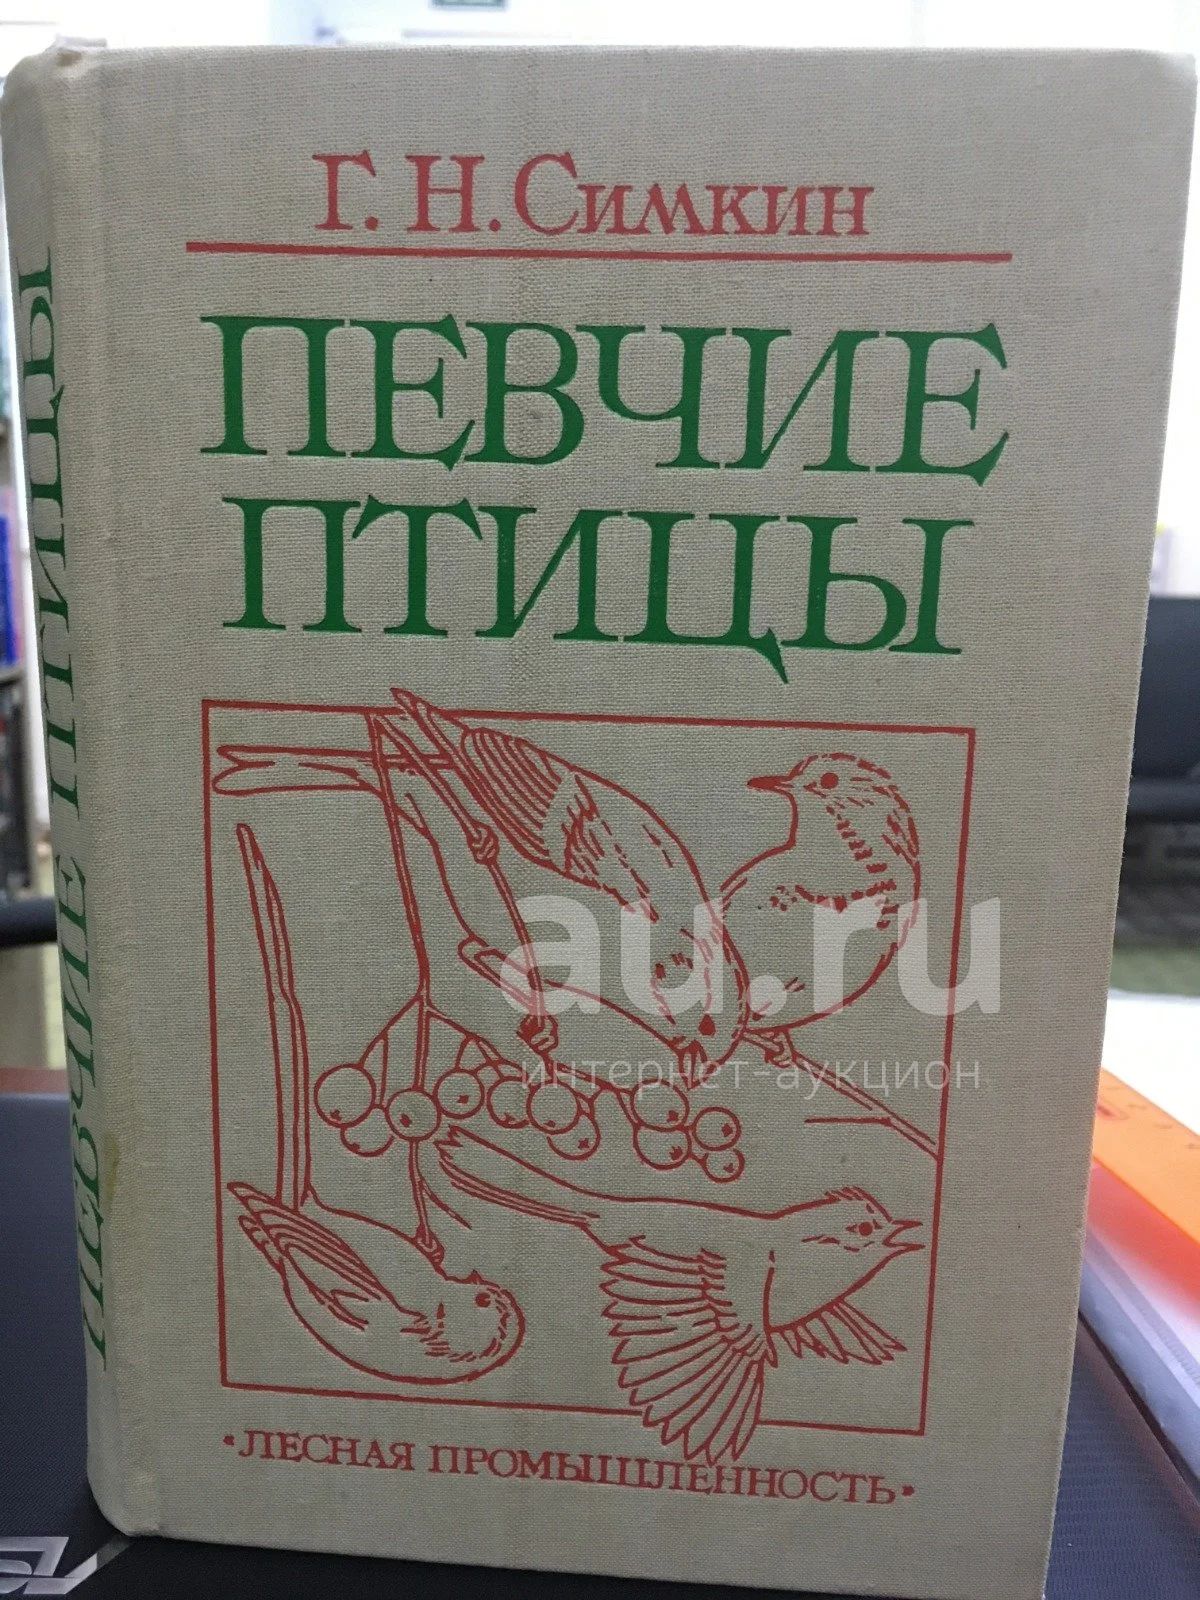 Г. Н. Симкин
ПЕВЧИЕ
ПТИЦЫ
ПЕВЧИЕ ПТИЦЫ
au.ru
интернет-аукцион
•ЛЕСНАЯ ПРОМЫШЛЕННОСТЬ•